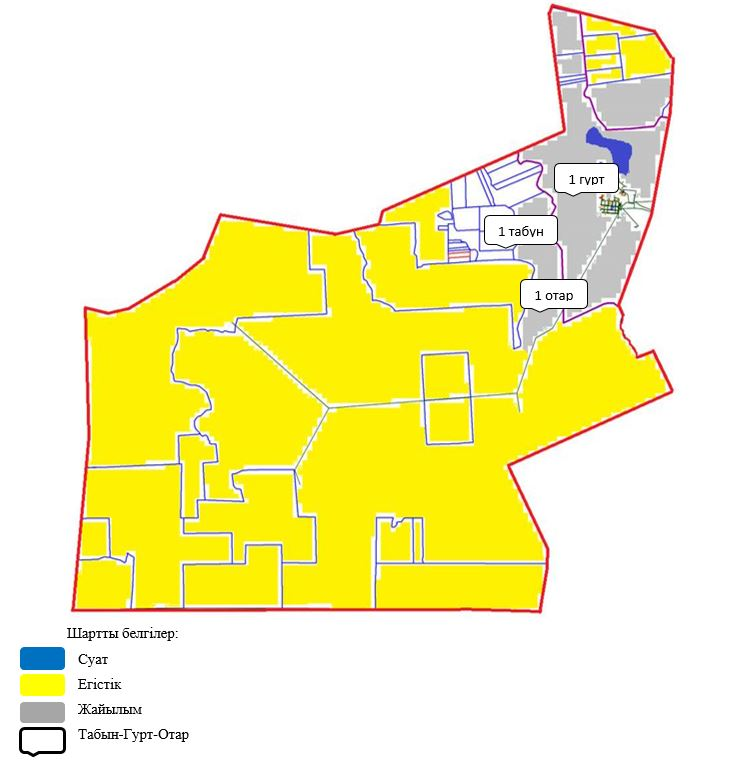 1 гурт
1 табун
1 отар
Шартты белгілер:
Суат
Егістік
Жайылым
Табын-Гурт-Отар